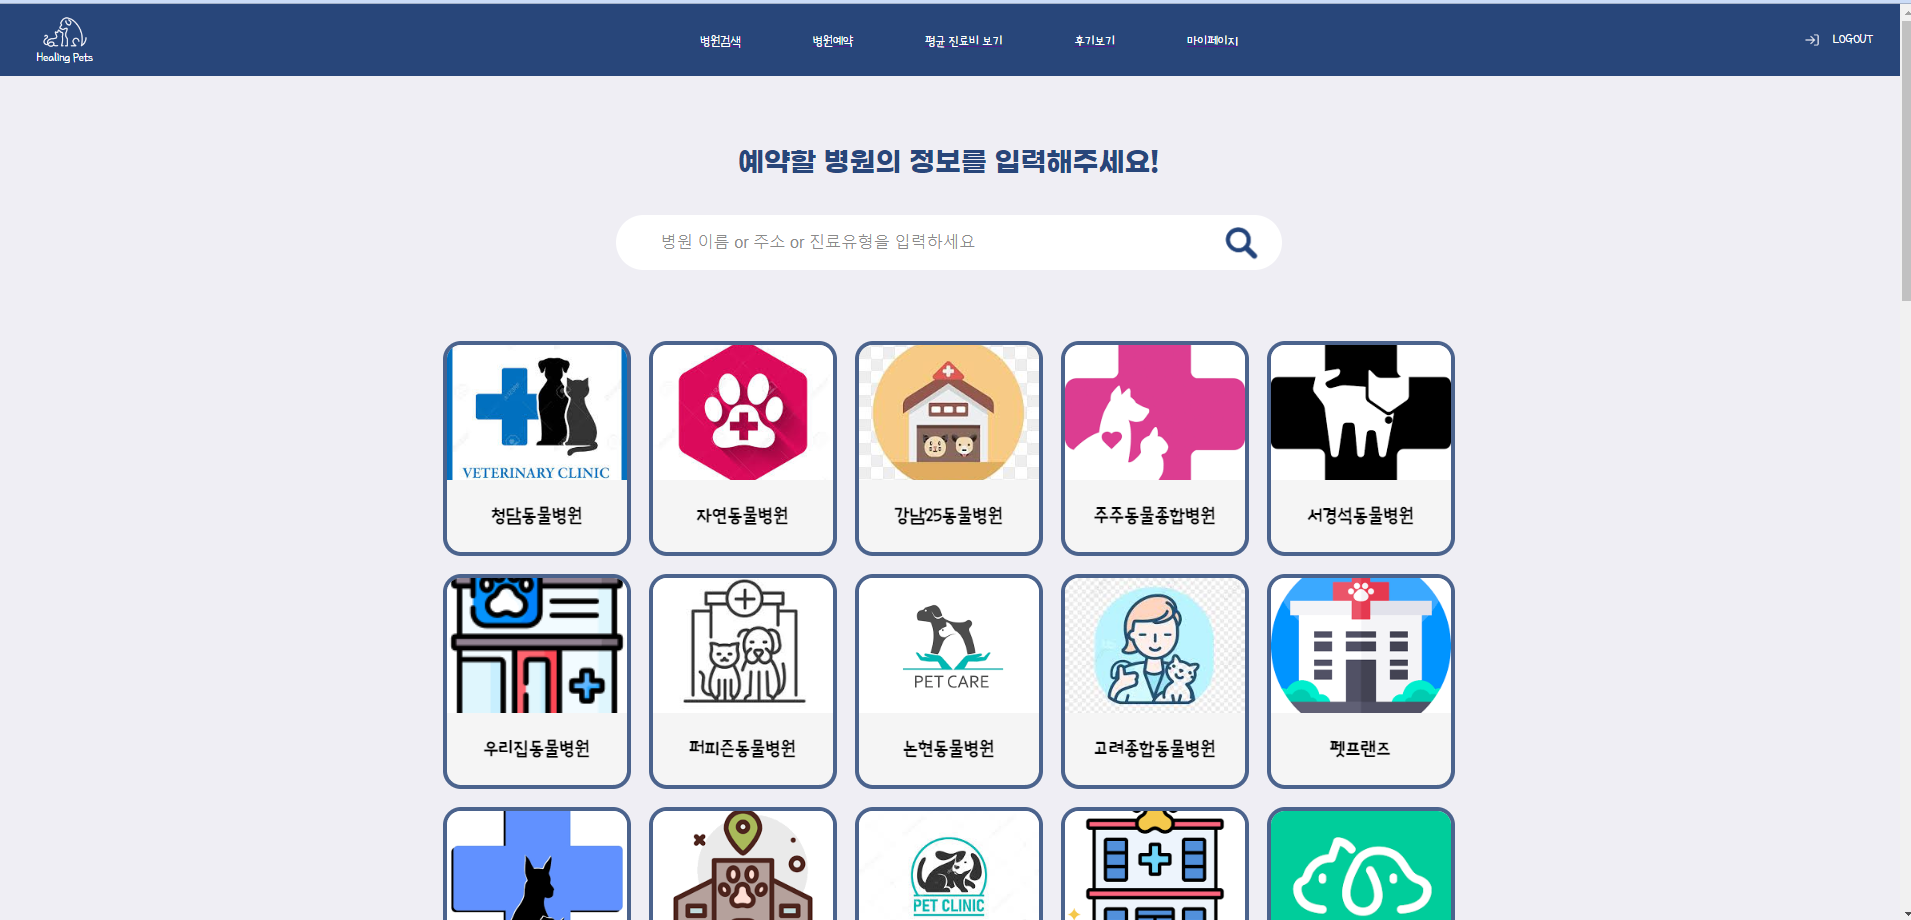 Healing Pets
병원검색
병원예약
평균 진료비 보기
후기보기
마이페이지
LOGOUT
예약할 병원의 정보를 입력해주세요!
병원 이름 or 주소 or 진료유형을 입력하세요
VETERINARY CLINIC
청담동물병원
자연동물병원
강남25동물병원
주주동물종합병원
서경석동물병원
PET CARE
우리집동물병원
퍼피즌동물병원
논현동물병원
고려종합동물병원
펫프랜즈
PET CLINIC